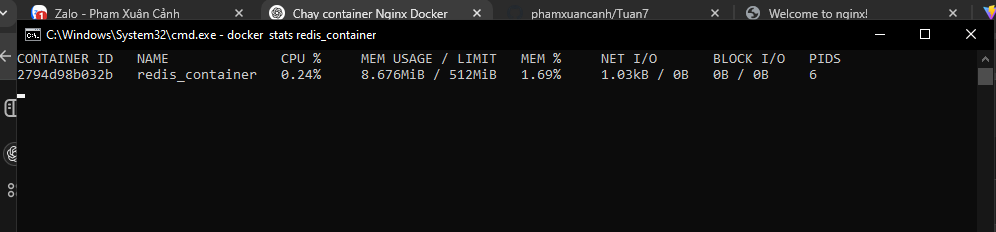 Zalo - Pham Xuân Cảnh
Chạy container Nginx Docker
phamxuancanh/Tuan7
Welcome to nginx!
C:\Windows\System32\cmd.exe - docker stats redis_container
CONTAINER ID NAME CPU % MEM USAGE / LIMIT MEM % NET I/O BLOCK I/O PIDS
2794d98b032b redis_container 0.24% 8.676MiB / 512MiB 1.69% 1.03kB / 0B 0B / 0B 6